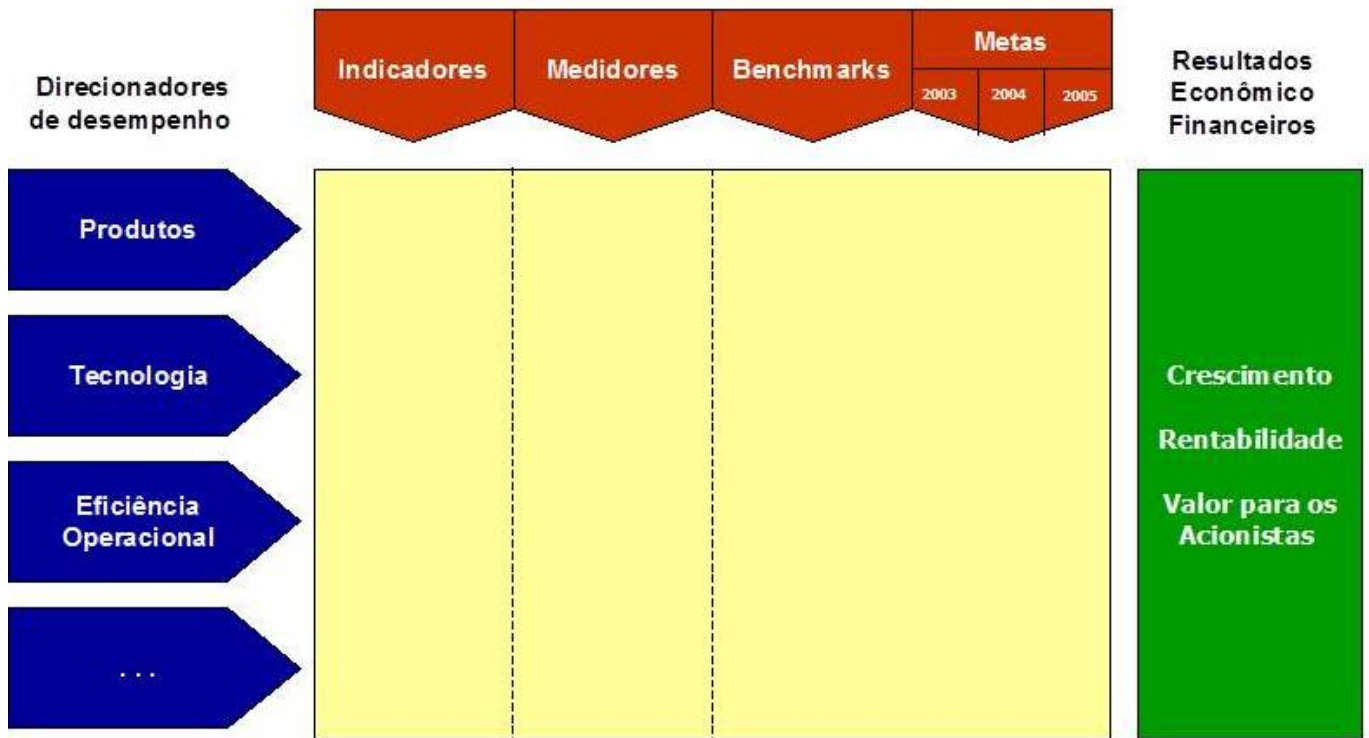 Direcionadores
de desempenho
Indicadores
Medidores
Benchmarks
Metas
2003
2004
2005
Resultados
Econômico
Financeiros
Produtos
Tecnologia
Eficiência
Operacional
. . .
Crescimento
Rentabilidade
Valor para os
Acionistas